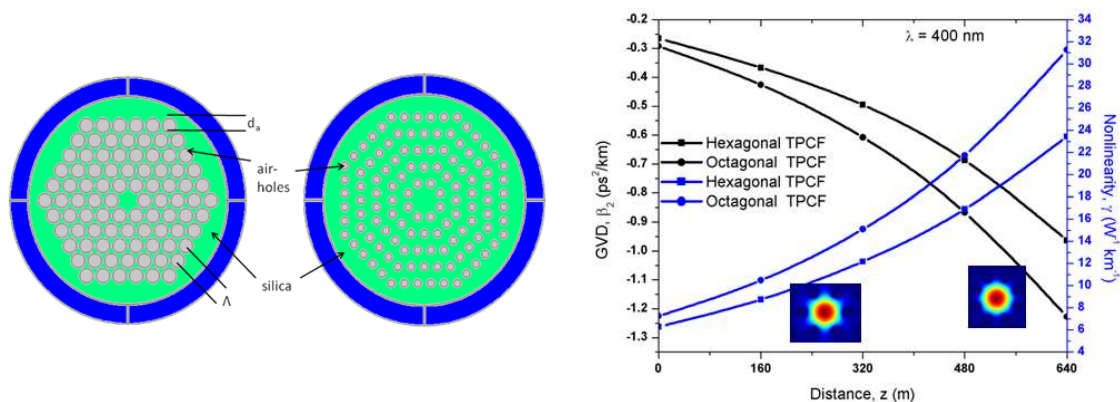 dₐ
air-
holes
silica
Λ
λ = 400 nm
-0.2
-0.3
-0.4
-0.5
-0.6
-0.7
-0.8
-0.9
-1.0
-1.1
-1.2
-1.3
GVD, β₂ (ps²/km)
Hexagonal TPCF
Octagonal TPCF
Hexagonal TPCF
Octagonal TPCF
34
32
30
28
26
24
22
20
18
16
14
12
10
8
6
4
Nonlinearity, γ (W⁻¹ km⁻¹)
0
160
320
480
640
Distance, z (m)